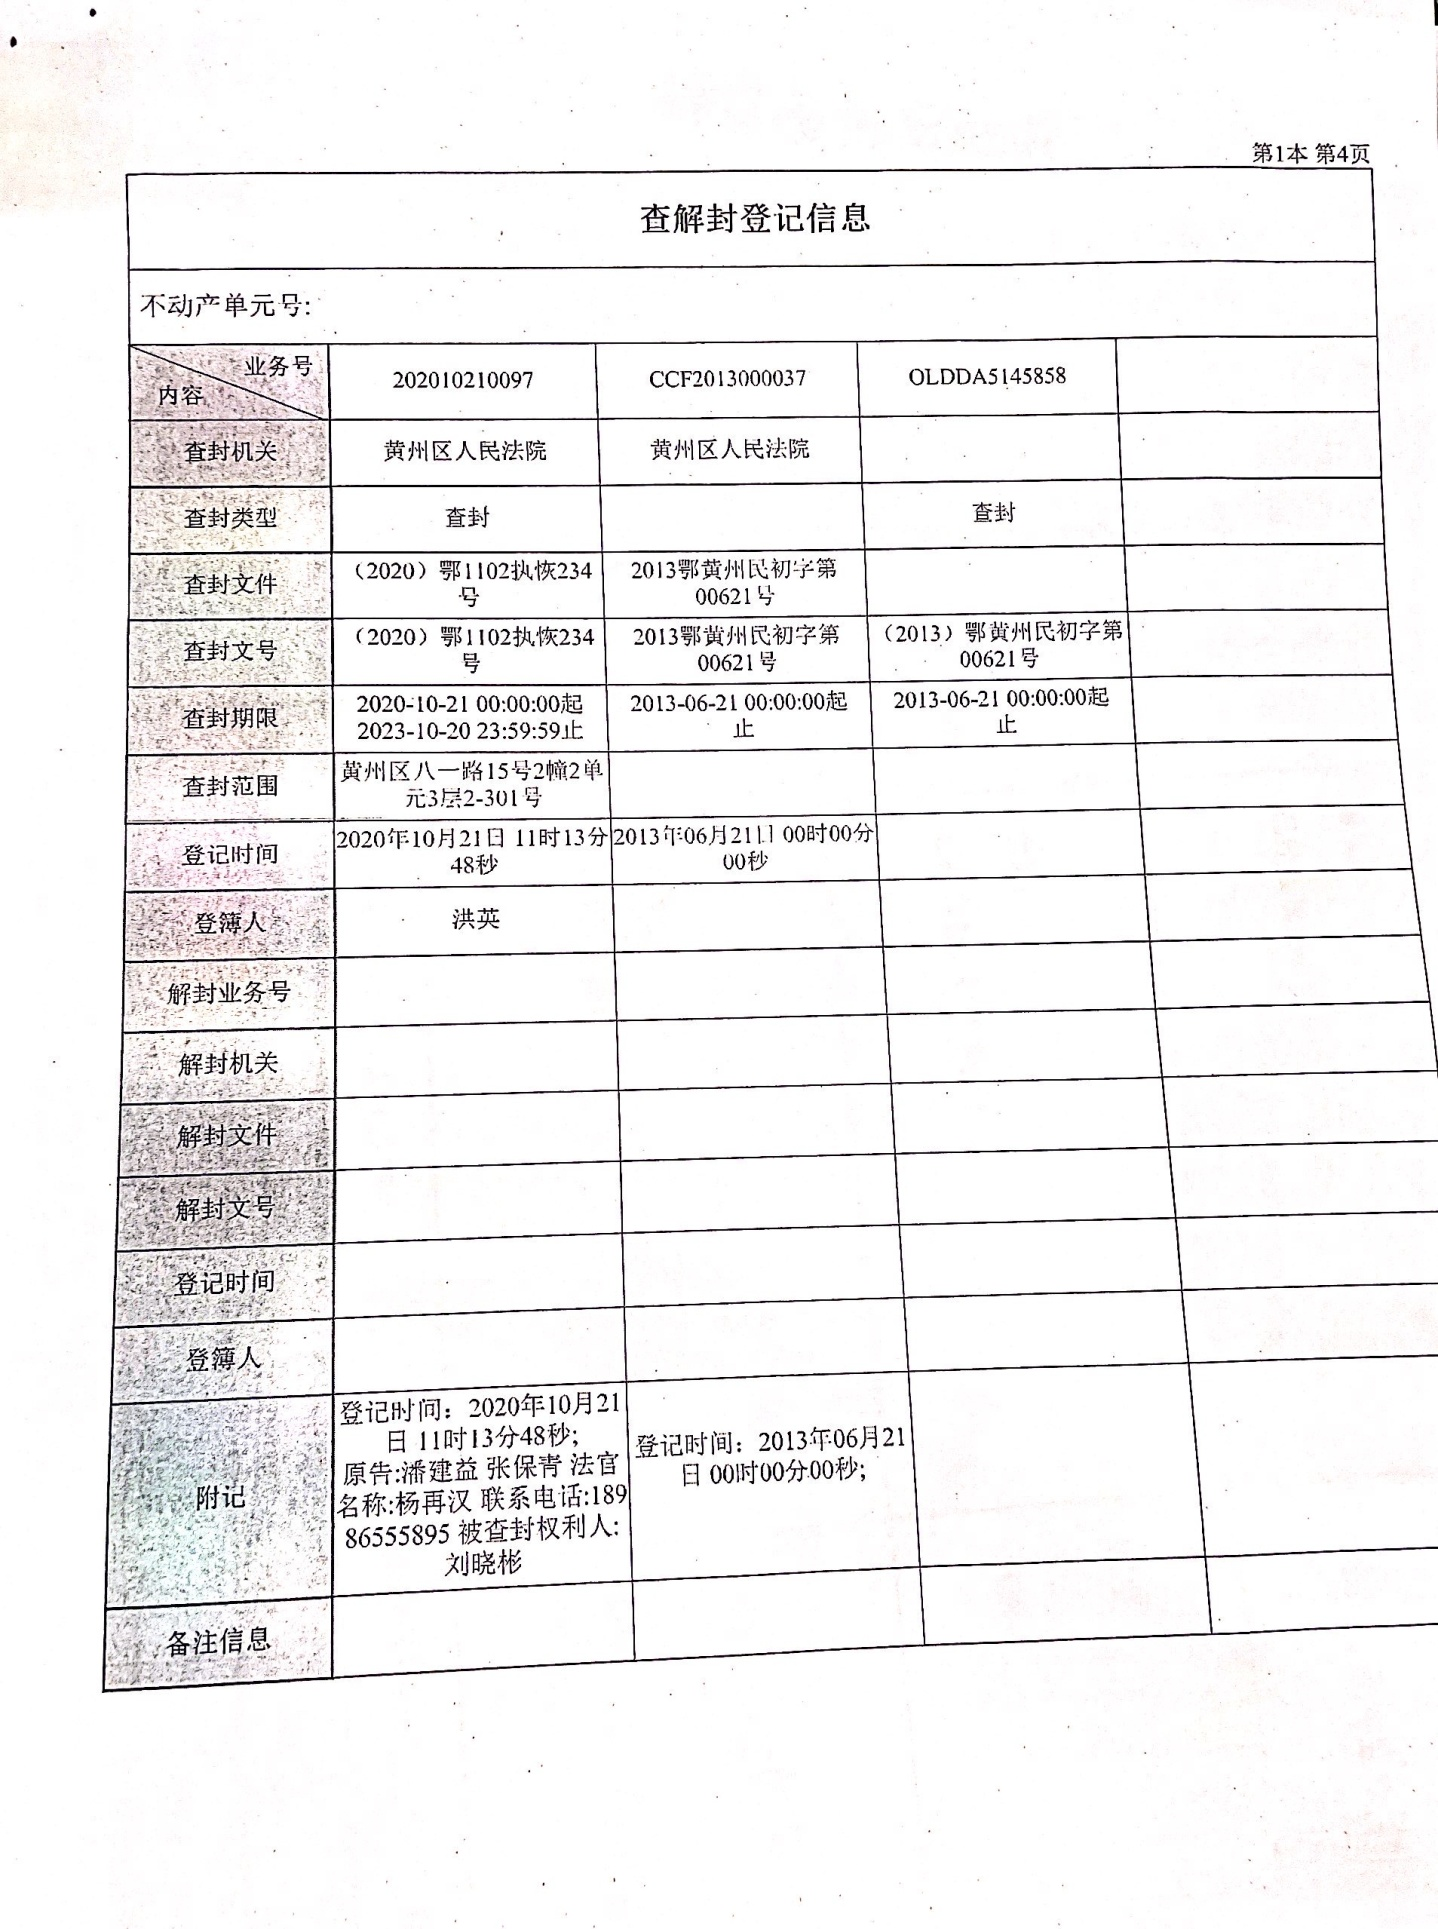 第1本 第4页
查解封登记信息
不动产单元号:
业务号
内容
202010210097
CCF2013000037
OLDDA5145858
查封机关
黄州区人民法院
黄州区人民法院
查封类型
查封
查封
查封文件
（2020）鄂1102执恢234
号
2013鄂黄州民初字第
00621号
查封文号
（2020）鄂1102执恢234
号
2013鄂黄州民初字第
00621号
（2013）鄂黄州民初字第
00621号
查封期限
2020-10-21 00:00:00起
2023-10-20 23:59:59止
2013-06-21 00:00:00起
止
2013-06-21 00:00:00起
止
查封范围
黄州区八一路15号2幢2单
元3层2-301号
登记时间
2020年10月21日 11时13分
48秒
2013年06月21日 00时00分
00秒
登簿人
洪英
解封业务号
解封机关
解封文件
解封文号
登记时间
登簿人
附记
登记时间：2020年10月21
日 11时13分48秒;
原告:潘建益 张保青 法官
名称:杨再汉 联系电话:189
86555895 被查封权利人:
刘晓彬
登记时间：2013年06月21
日 00时00分00秒;
备注信息